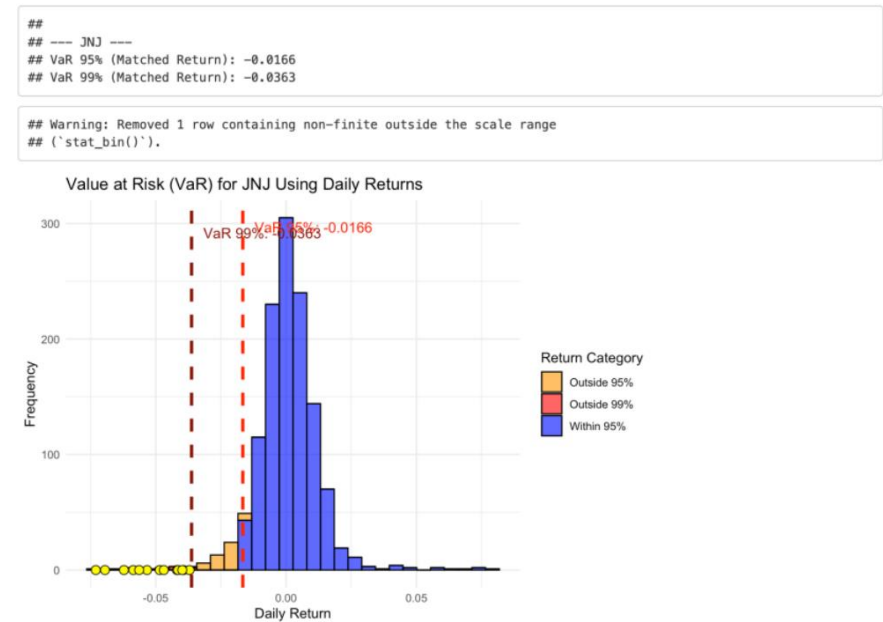 ##
## --- JNJ ---
## VaR 95% (Matched Return): -0.0166
## VaR 99% (Matched Return): -0.0363
## Warning: Removed 1 row containing non-finite outside the scale range
## (`stat_bin()`).
Value at Risk (VaR) for JNJ Using Daily Returns
VaR 95%: -0.0166
VaR 99%: -0.0363
300
200
100
0
Frequency
-0.05
0.00
0.05
Daily Return
Return Category
Outside 95%
Outside 99%
Within 95%